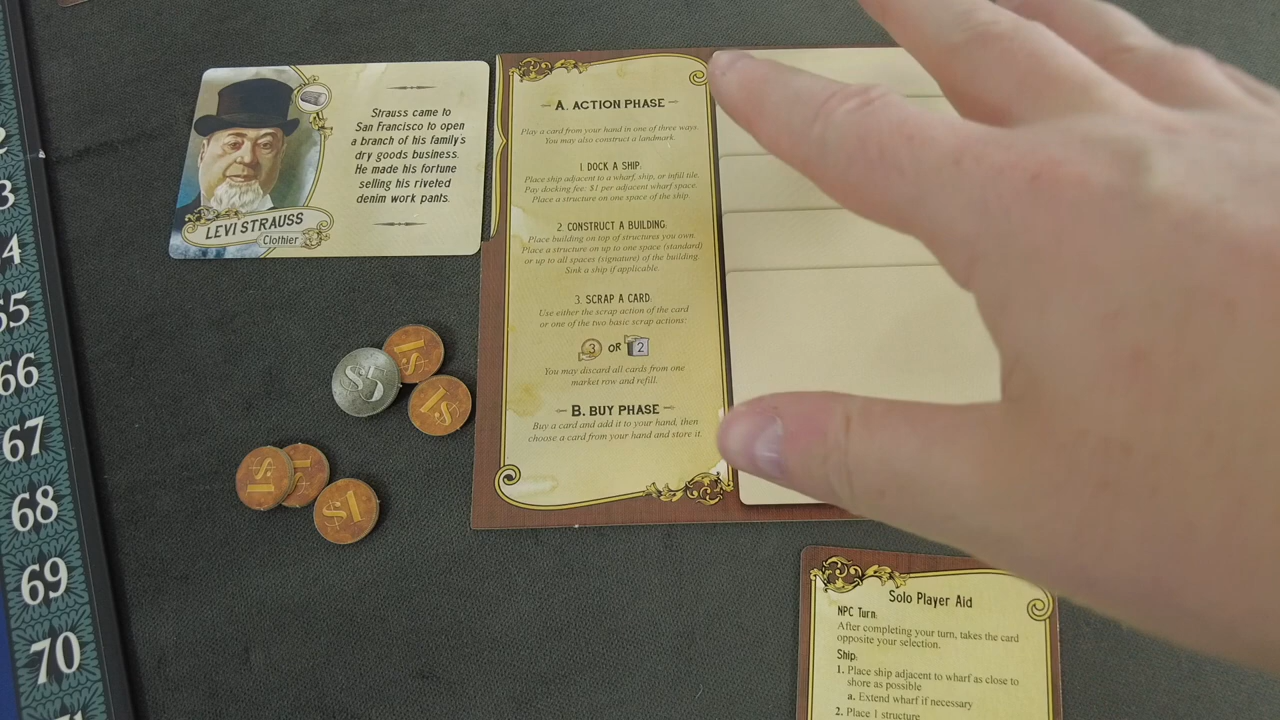 Strauss came to
San Francisco to open
a branch of his family's
dry goods business.
He made his fortune
selling his riveted
denim work pants.
LEVI STRAUSS
Clothier
A. ACTION PHASE
Play a card from your hand in one of three ways.
You may also construct a landmark.
1. DOCK A SHIP:
Place ship adjacent to a wharf, ship, or infill tile.
Pay docking fee: $1 per adjacent wharf space.
Place a structure on one space of the ship.
2. CONSTRUCT A BUILDING:
Place building on top of structures you own.
Place a structure on up to one space (standard)
or up to all spaces (signature) of the building.
Sink a ship if applicable.
3. SCRAP A CARD:
Use either the scrap action of the card
or one of the two basic scrap actions:
3 OR 2
You may discard all cards from one
market row and refill.
B. BUY PHASE
Buy a card and add it to your hand, then
choose a card from your hand and store it.
$5
$1
$1
$1
$1
$1
65
66
67
68
69
70
Solo Player Aid
NPC Turn:
After completing your turn, takes the card
opposite your selection.
Ship:
1. Place ship adjacent to wharf as close to
shore as possible
a. Extend wharf if necessary
2. Place 1 structure